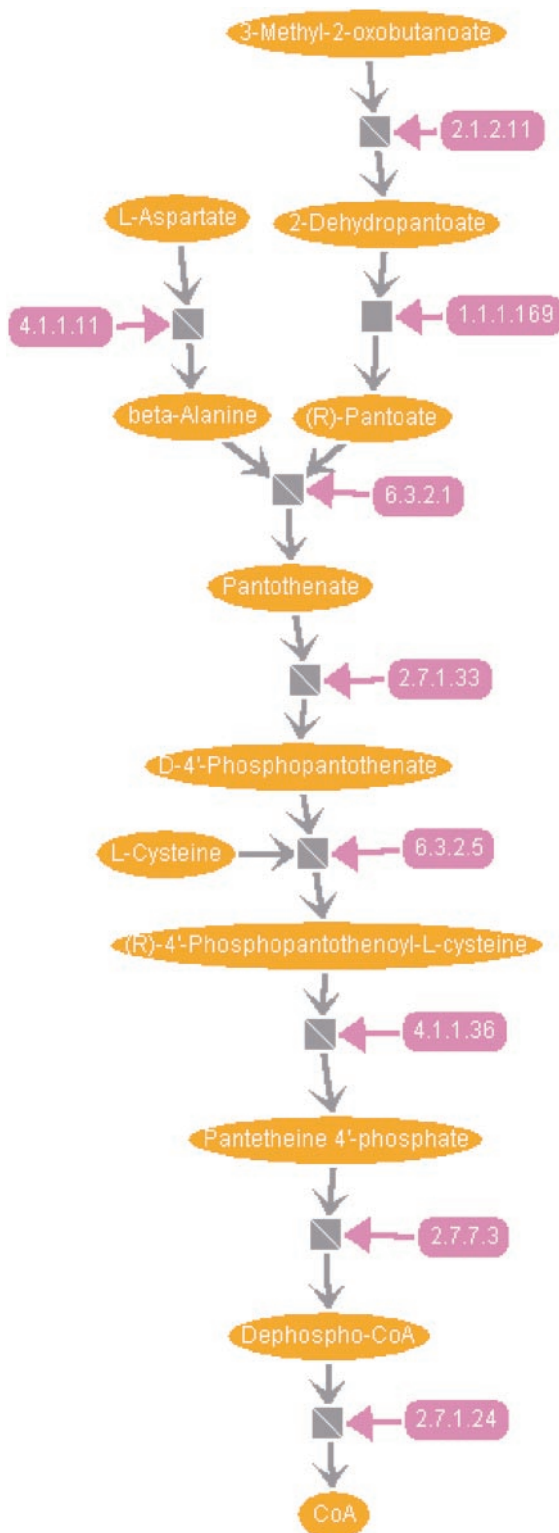 3-Methyl-2-oxobutanoate
2.1.2.11
L-Aspartate
2-Dehydropantoate
4.1.1.11
1.1.1.169
beta-Alanine
(R)-Pantoate
6.3.2.1
Pantothenate
2.7.1.33
D-4'-Phosphopantothenate
L-Cysteine
6.3.2.5
(R)-4'-Phosphopantothenoyl-L-cysteine
4.1.1.36
Pantetheine 4'-phosphate
2.7.7.3
Dephospho-CoA
2.7.1.24
CoA